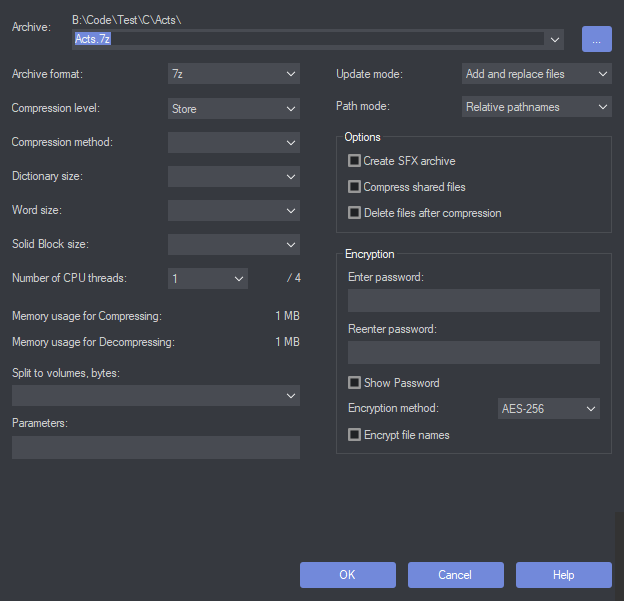 Archive:
B:\Code\Test\C\Acts\
Acts.7z
...
Archive format:
7z
Compression level:
Store
Compression method:
Dictionary size:
Word size:
Solid Block size:
Number of CPU threads:
1
/ 4
Memory usage for Compressing:
1 MB
Memory usage for Decompressing:
1 MB
Split to volumes, bytes:
Parameters:
Update mode:
Add and replace files
Path mode:
Relative pathnames
Options
Create SFX archive
Compress shared files
Delete files after compression
Encryption
Enter password:
Reenter password:
Show Password
Encryption method:
AES-256
Encrypt file names
OK
Cancel
Help